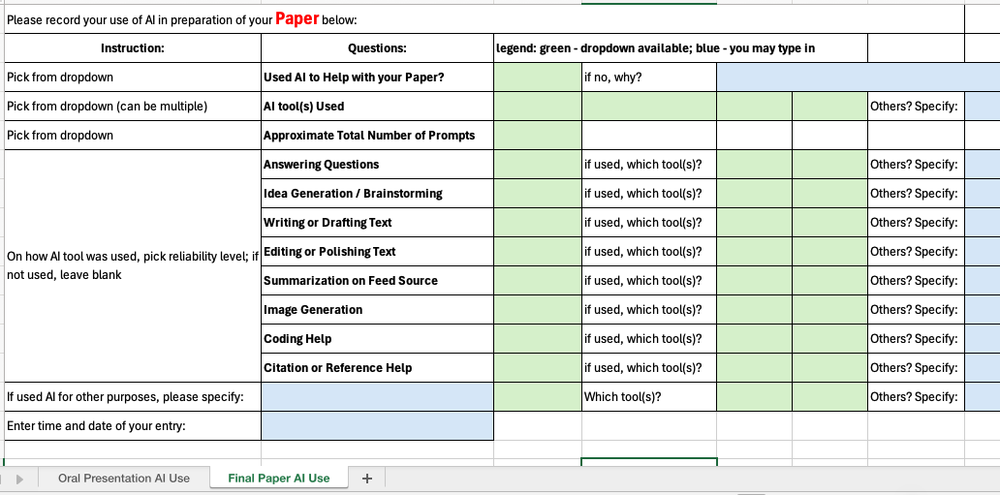 Please record your use of AI in preparation of your Paper below:
Instruction: Questions: legend: green - dropdown available; blue - you may type in
Pick from dropdown Used AI to Help with your Paper? if no, why?
Pick from dropdown (can be multiple) AI tool(s) Used Others? Specify:
Pick from dropdown Approximate Total Number of Prompts
Answering Questions if used, which tool(s)? Others? Specify:
Idea Generation / Brainstorming if used, which tool(s)? Others? Specify:
Writing or Drafting Text if used, which tool(s)? Others? Specify:
On how AI tool was used, pick reliability level; if
not used, leave blank
Editing or Polishing Text if used, which tool(s)? Others? Specify:
Summarization on Feed Source if used, which tool(s)? Others? Specify:
Image Generation if used, which tool(s)? Others? Specify:
Coding Help if used, which tool(s)? Others? Specify:
Citation or Reference Help if used, which tool(s)? Others? Specify:
If used AI for other purposes, please specify: Which tool(s)? Others? Specify:
Enter time and date of your entry:
Oral Presentation AI Use Final Paper AI Use +